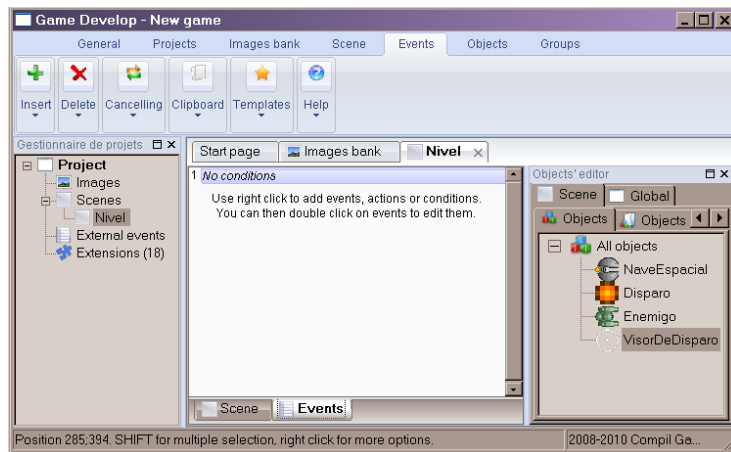 Game Develop - New game
General Projects Images bank Scene Events Objects Groups
Insert Delete Cancelling Clipboard Templates Help
Gestionnaire de projets
Project
Images
Scenes
Nivel
External events
Extensions (18)
Start page Images bank Nivel
1 No conditions
Use right click to add events, actions or conditions.
You can then double click on events to edit them.
Scene Events
Objects' editor
Scene Global
Objects Objects
All objects
NaveEspacial
Disparo
Enemigo
VisorDeDisparo
Position 285;394. SHIFT for multiple selection, right click for more options. 2008-2010 Compil Ga...